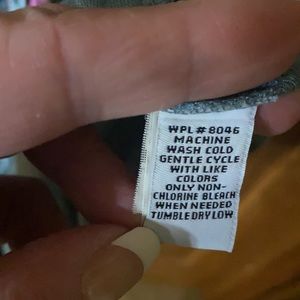 WPL#8046
MACHINE
WASH COLD
GENTLE CYCLE
WITH LIKE
COLORS
ONLY NON-
CHLORINE BLEACH
WHEN NEEDED
TUMBLE DRY LOW